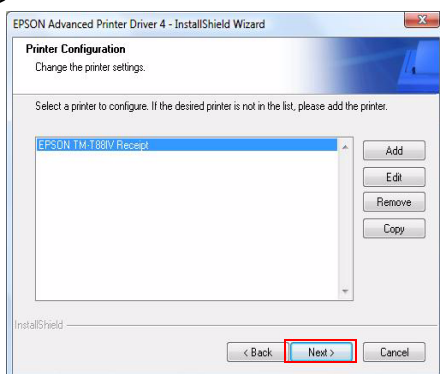 EPSON Advanced Printer Driver 4 - InstallShield Wizard
Printer Configuration
Change the printer settings.
Select a printer to configure. If the desired printer is not in the list, please add the printer.
EPSON TM-T88IV Receipt
Add
Edit
Remove
Copy
InstallShield
< Back
Next >
Cancel